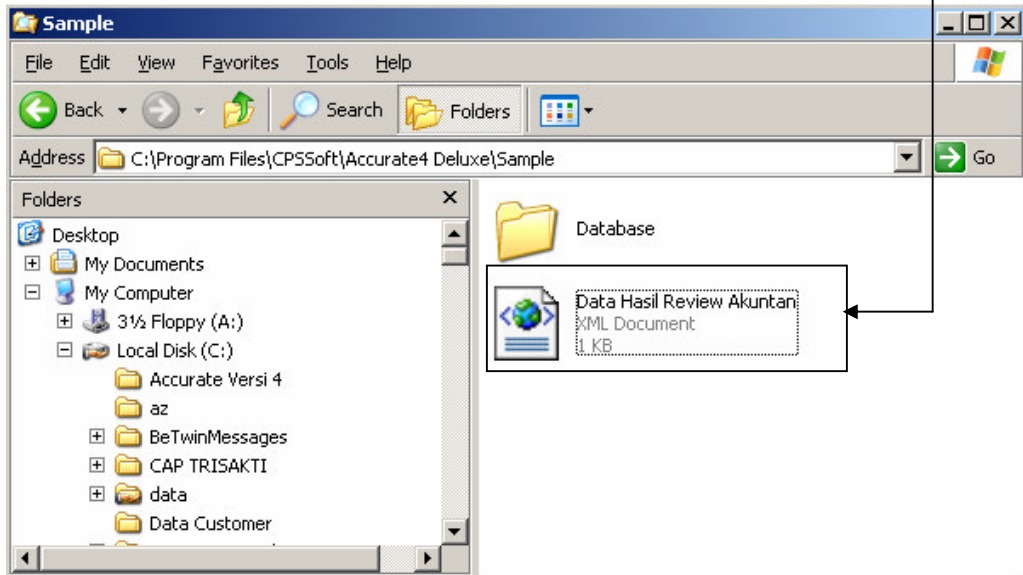 Sample
File Edit View Favorites Tools Help
Back Search Folders
Address C:\Program Files\CPSSoft\Accurate4 Deluxe\Sample Go
Folders
Desktop
My Documents
My Computer
3½ Floppy (A:)
Local Disk (C:)
Accurate Versi 4
az
BeTwinMessages
CAP TRISAKTI
data
Data Customer
Database
Data Hasil Review Akuntan
XML Document
1 KB